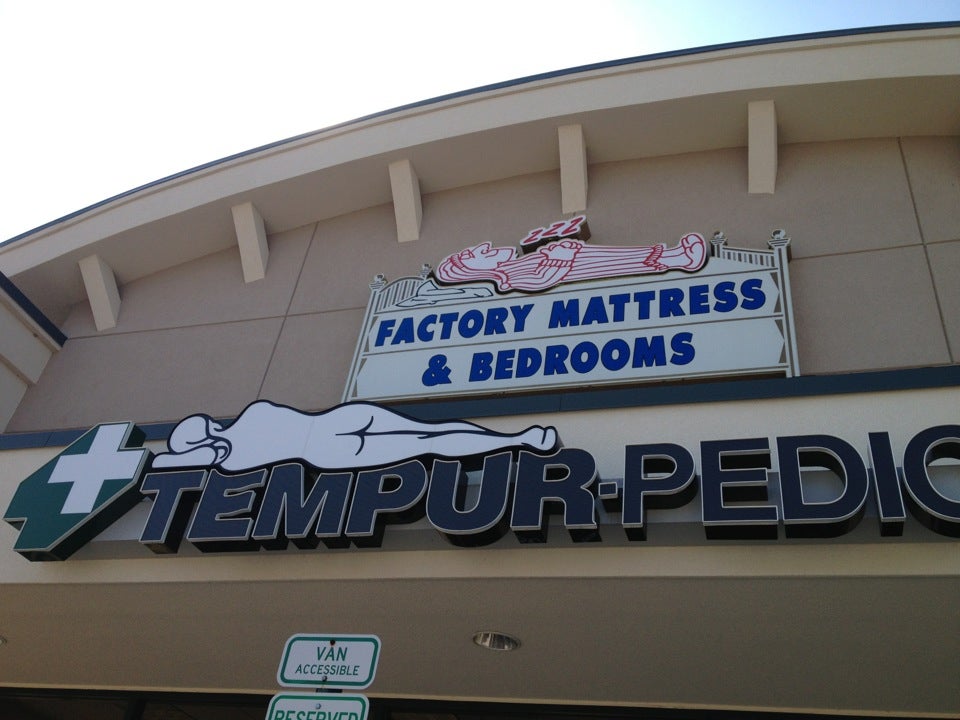 ZZZ
FACTORY MATTRESS
& BEDROOMS
TEMPUR-PEDIC
VAN
ACCESSIBLE
RESERVED